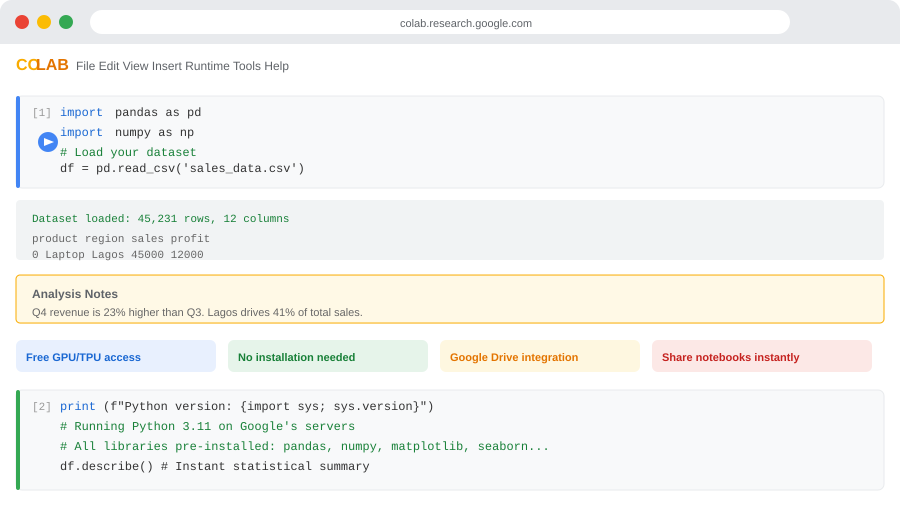 colab.research.google.com
COLAB File Edit View Insert Runtime Tools Help
[1] import pandas as pd
import numpy as np
# Load your dataset
df = pd.read_csv('sales_data.csv')
Dataset loaded: 45,231 rows, 12 columns
product region sales profit
0 Laptop Lagos 45000 12000
Analysis Notes
Q4 revenue is 23% higher than Q3. Lagos drives 41% of total sales.
Free GPU/TPU access No installation needed Google Drive integration Share notebooks instantly
[2] print (f"Python version: {import sys; sys.version}")
# Running Python 3.11 on Google's servers
# All libraries pre-installed: pandas, numpy, matplotlib, seaborn...
df.describe() # Instant statistical summary